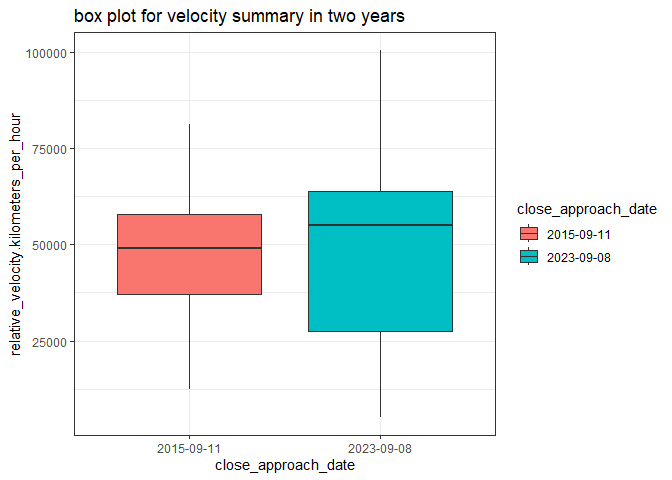 box plot for velocity summary in two years
relative_velocity.kilometers_per_hour
100000
75000
50000
25000
2015-09-11
2023-09-08
close_approach_date
close_approach_date
2015-09-11
2023-09-08